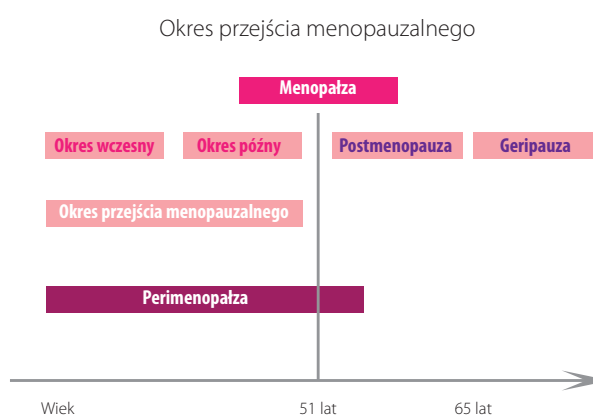 Okres przejścia menopauzalnego
Menopałza
Okres wczesny Okres późny Postmenopauza Geripauza
Okres przejścia menopauzalnego
Perimenopałza
Wiek 51 lat 65 lat